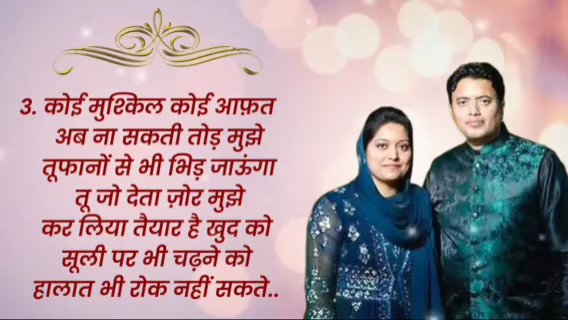 3. कोई मुश्किल कोई आफ़त
अब ना सकती तोड़ मुझे
तूफानों से भी भिड़ जाऊंगा
तू जो देता ज़ोर मुझे
कर लिया तैयार है खुद को
सूली पर भी चढ़ने को
हालात भी रोक नहीं सकते..